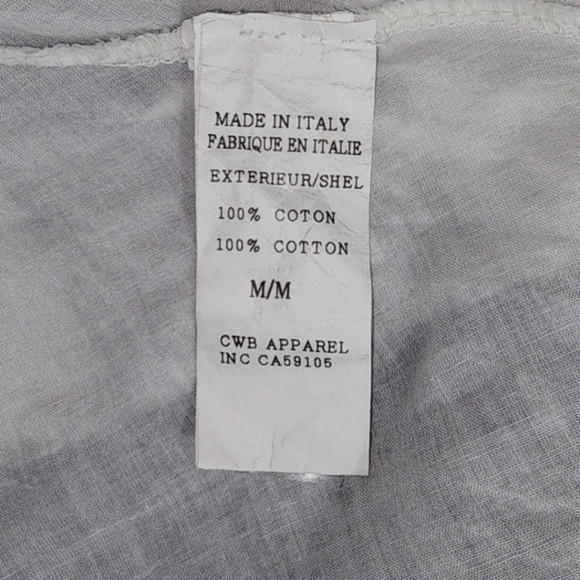 MADE IN ITALY
FABRIQUE EN ITALIE
EXTERIEUR/SHEL
100% COTON
100% COTTON
M/M
CWB APPAREL
INC CA59105